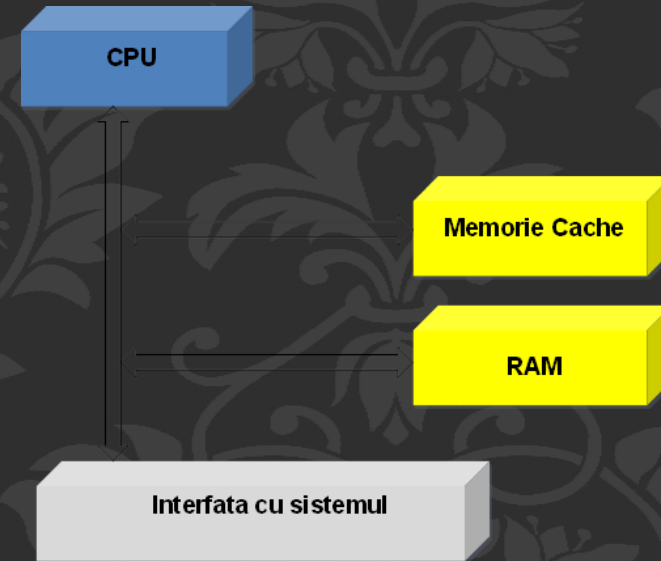 CPU
Memorie Cache
RAM
Interfata cu sistemul